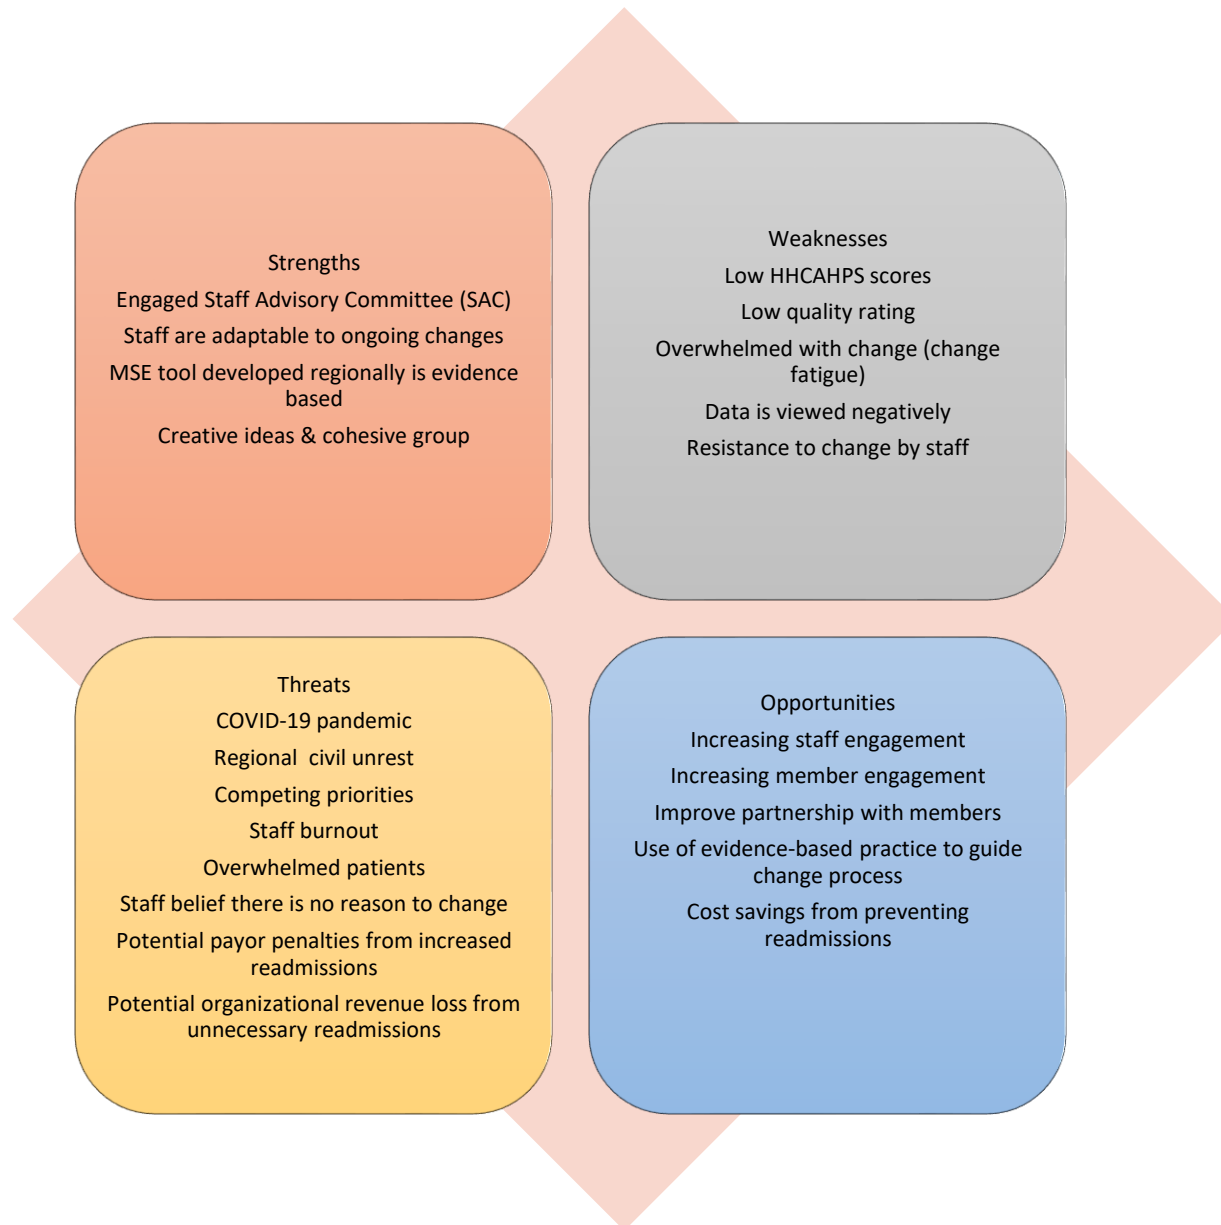 Strengths
Engaged Staff Advisory Committee (SAC)
Staff are adaptable to ongoing changes
MSE tool developed regionally is evidence
based
Creative ideas & cohesive group
Weaknesses
Low HHCAHPS scores
Low quality rating
Overwhelmed with change (change
fatigue)
Data is viewed negatively
Resistance to change by staff
Threats
COVID-19 pandemic
Regional  civil unrest
Competing priorities
Staff burnout
Overwhelmed patients
Staff belief there is no reason to change
Potential payor penalties from increased
readmissions
Potential organizational revenue loss from
unnecessary readmissions
Opportunities
Increasing staff engagement
Increasing member engagement
Improve partnership with members
Use of evidence-based practice to guide
change process
Cost savings from preventing
readmissions